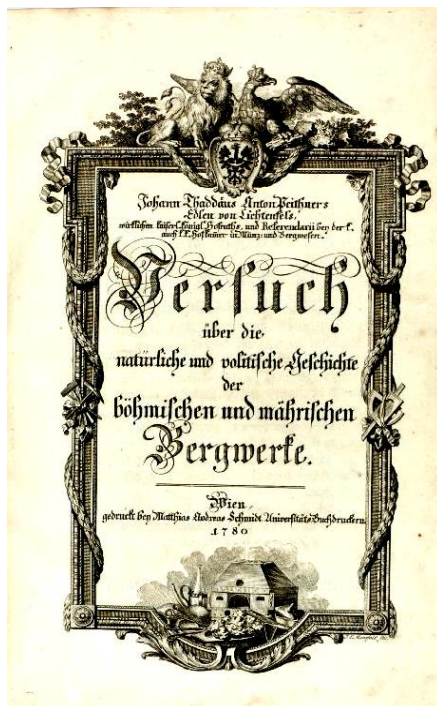 Johann Thaddäus Anton Peithners
Edlen von Lichtenfels,
wirklichen kaiserl. königl. Hofraths, und Referendarii bey der k.
auch k. k. Hofkammer in Münz- und Bergwesen.
Versuch
über die
natürliche und politische Geschichte
der
böhmischen und mährischen
Bergwerke.
Wien,
gedruckt bey Matthias Andreas Schmidt Universitäts Buchdruckern,
1780